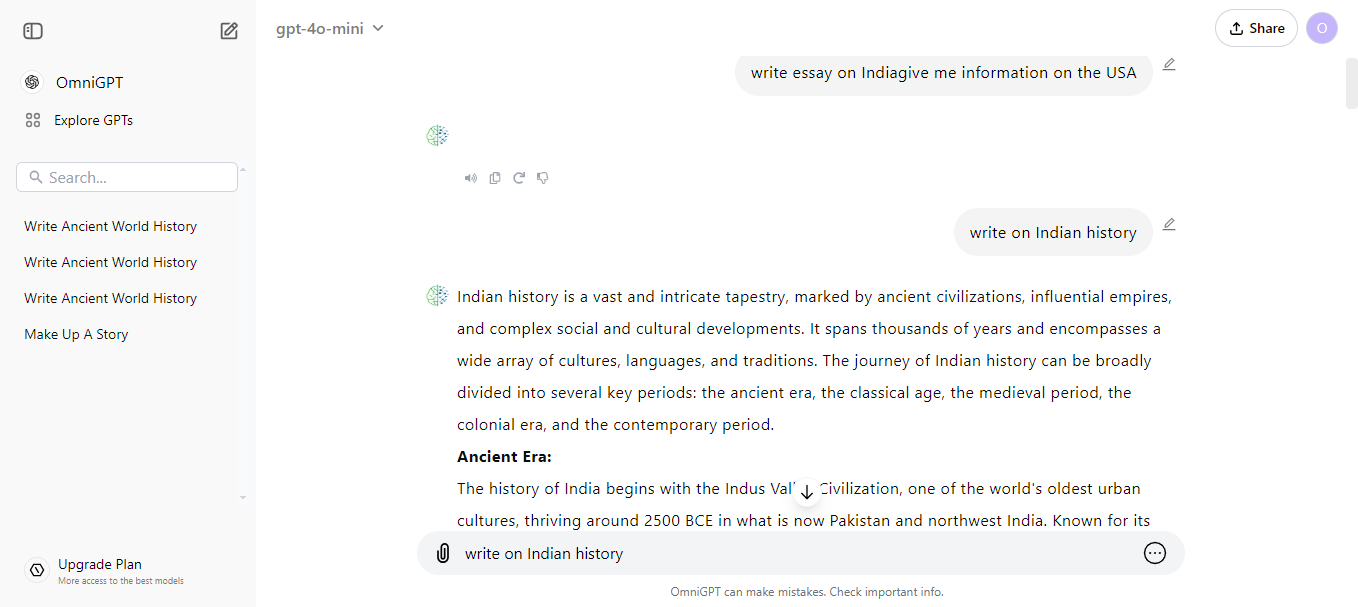 gpt-4o-mini
Share
O
OmniGPT
Explore GPTs
Search...
Write Ancient World History
Write Ancient World History
Write Ancient World History
Make Up A Story
Upgrade Plan
More access to the best models
write essay on Indiagive me information on the USA
write on Indian history
Indian history is a vast and intricate tapestry, marked by ancient civilizations, influential empires,
and complex social and cultural developments. It spans thousands of years and encompasses a
wide array of cultures, languages, and traditions. The journey of Indian history can be broadly
divided into several key periods: the ancient era, the classical age, the medieval period, the
colonial era, and the contemporary period.
Ancient Era:
The history of India begins with the Indus Civilization, one of the world's oldest urban
cultures, thriving around 2500 BCE in what is now Pakistan and northwest India. Known for its
write on Indian history
OmniGPT can make mistakes. Check important info.